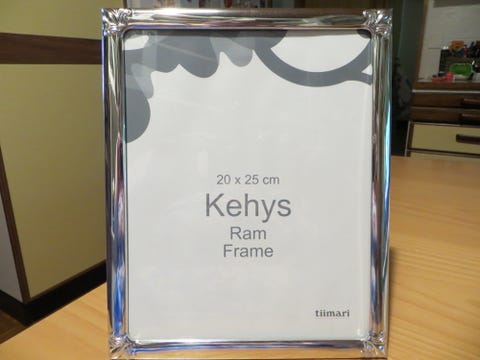 20 x 25 cm
Kehys
Ram
Frame
tiimari